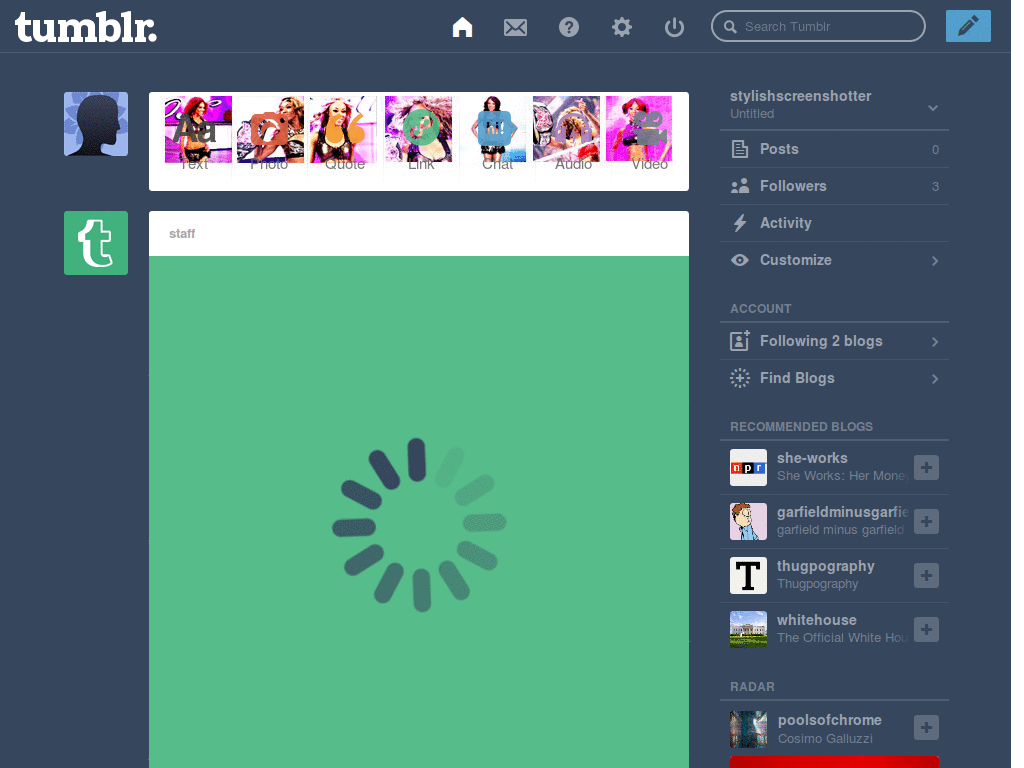 tumblr.
Search Tumblr
Aa
hi!
Text Photo Quote Link Chat Audio Video
t
staff
stylishscreenshotter
Untitled
Posts 0
Followers 3
Activity
Customize
ACCOUNT
Following 2 blogs
Find Blogs
RECOMMENDED BLOGS
npr
she-works
She Works: Her Money
garfieldminusgarfie
garfield minus garfield
T
thugpography
Thugpography
whitehouse
The Official White Hou
RADAR
poolsofchrome
Cosimo Galluzzi